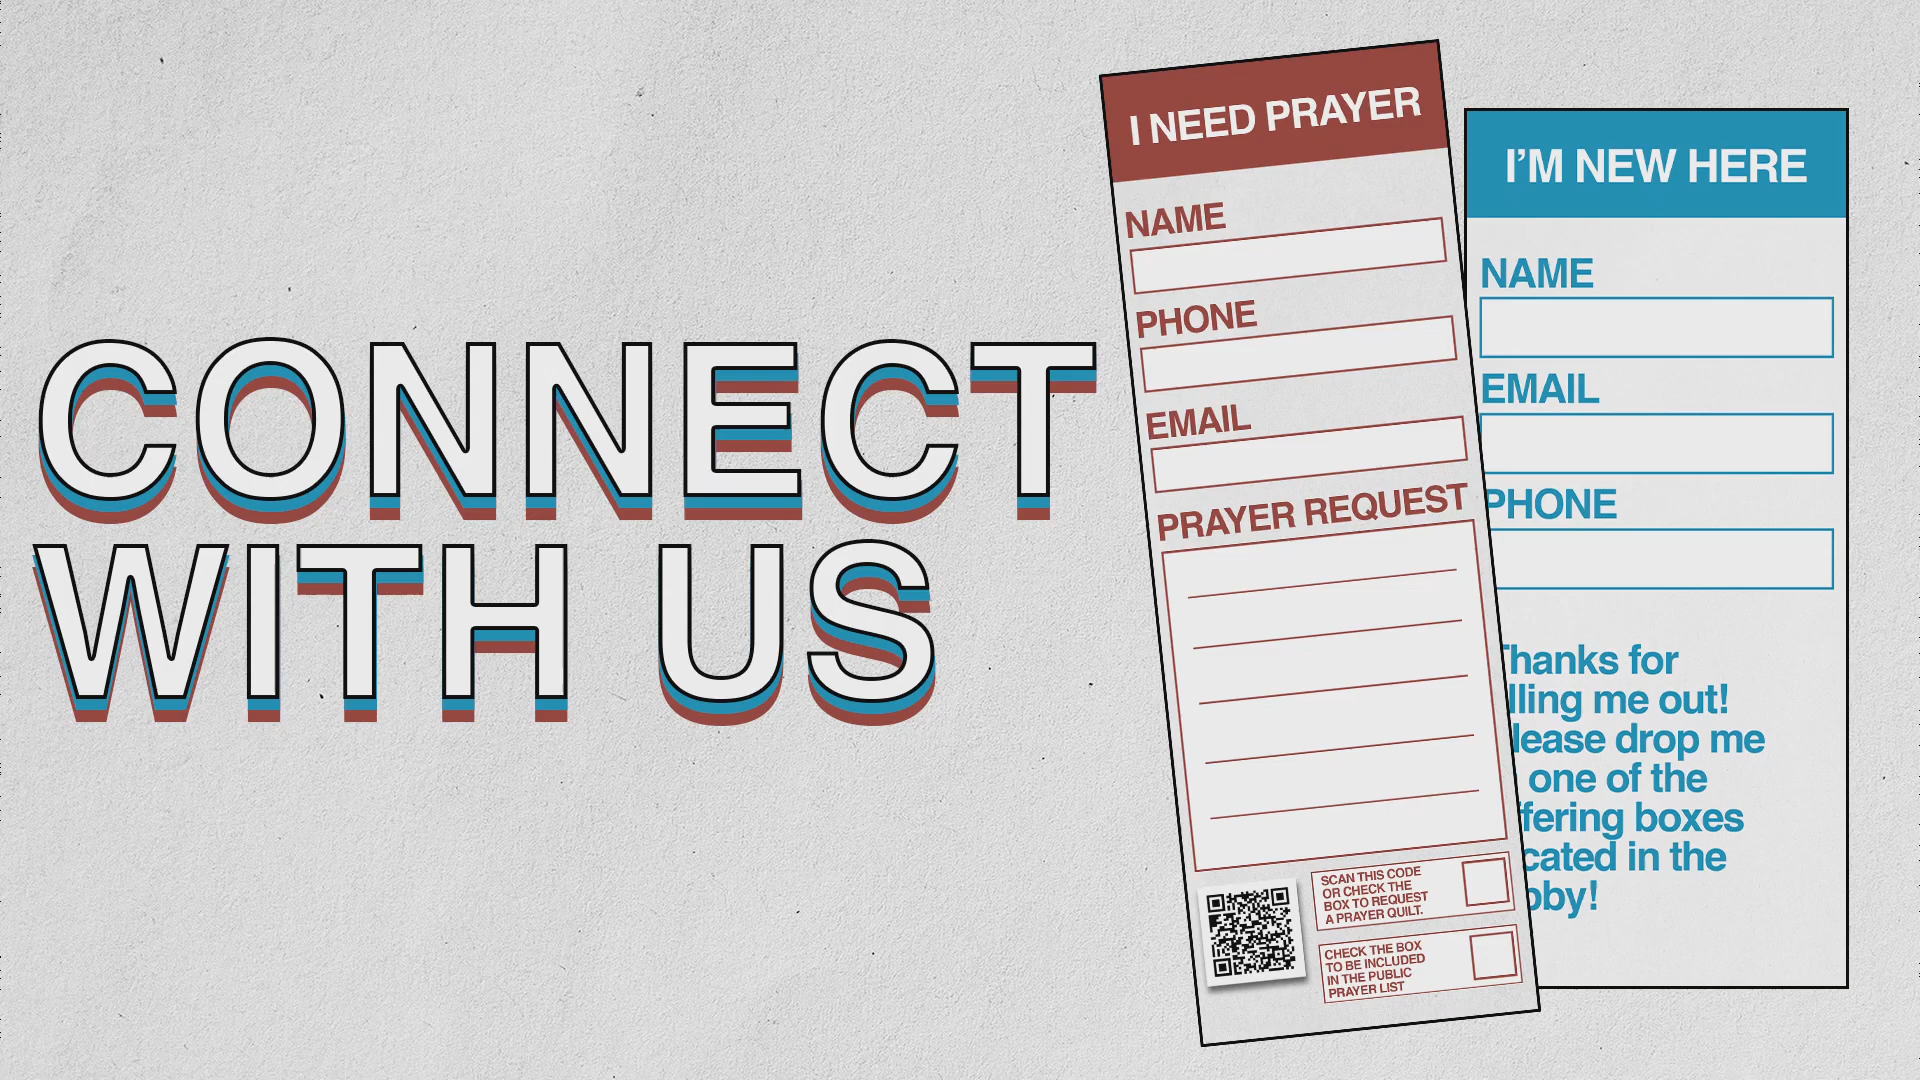 CONNECT
WITH US
I NEED PRAYER
NAME
PHONE
EMAIL
PRAYER REQUEST
SCAN THIS CODE
OR CHECK THE
BOX TO REQUEST
A PRAYER QUILT.
CHECK THE BOX
TO BE INCLUDED
IN THE PUBLIC
PRAYER LIST
I'M NEW HERE
NAME
EMAIL
PHONE
Thanks for
lling me out!
lease drop me
one of the
ffering boxes
cated in the
bby!